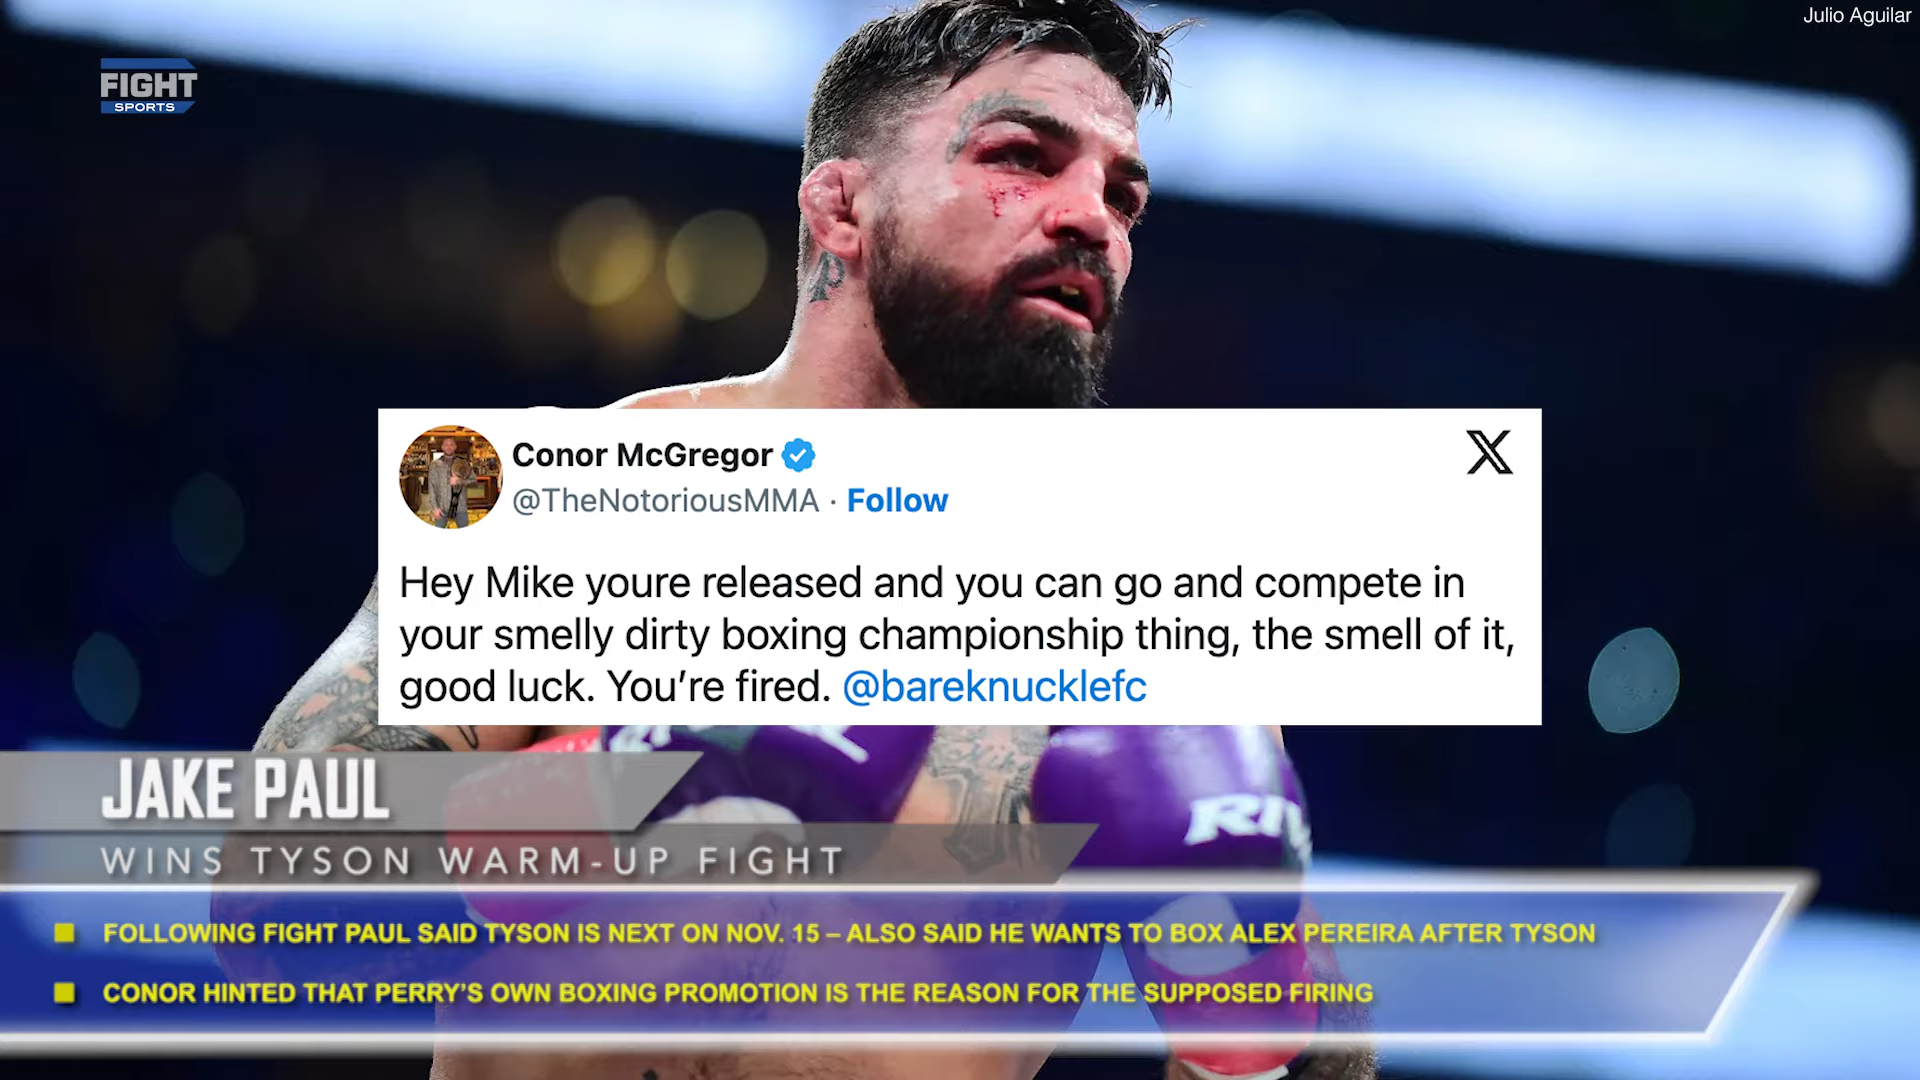 Julio Aguilar
FIGHT
SPORTS
Conor McGregor
@TheNotoriousMMA · Follow
Hey Mike youre released and you can go and compete in
your smelly dirty boxing championship thing, the smell of it,
good luck. You’re fired. @bareknucklefc
JAKE PAUL
WINS TYSON WARM-UP FIGHT
FOLLOWING FIGHT PAUL SAID TYSON IS NEXT ON NOV. 15 – ALSO SAID HE WANTS TO BOX ALEX PEREIRA AFTER TYSON
CONOR HINTED THAT PERRY’S OWN BOXING PROMOTION IS THE REASON FOR THE SUPPOSED FIRING